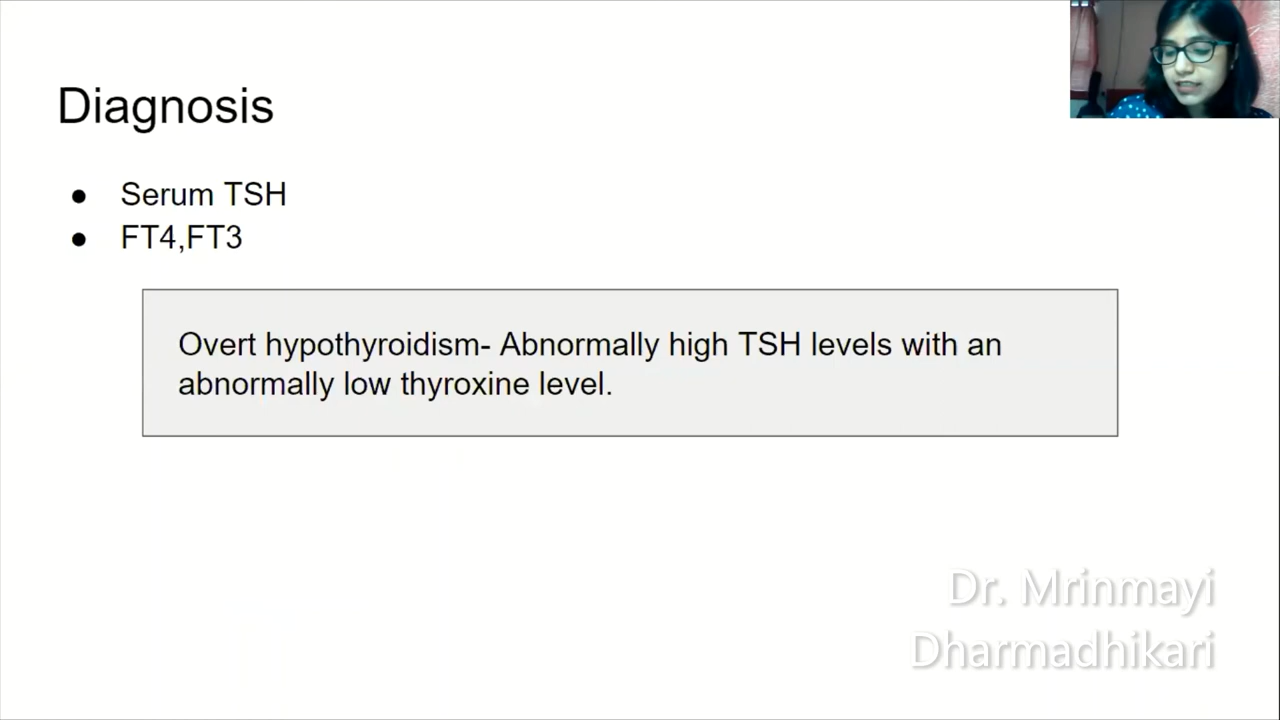 Diagnosis
● Serum TSH
● FT4,FT3
Overt hypothyroidism- Abnormally high TSH levels with an
abnormally low thyroxine level.
Dr. Mrinmayi
Dharmadhikari